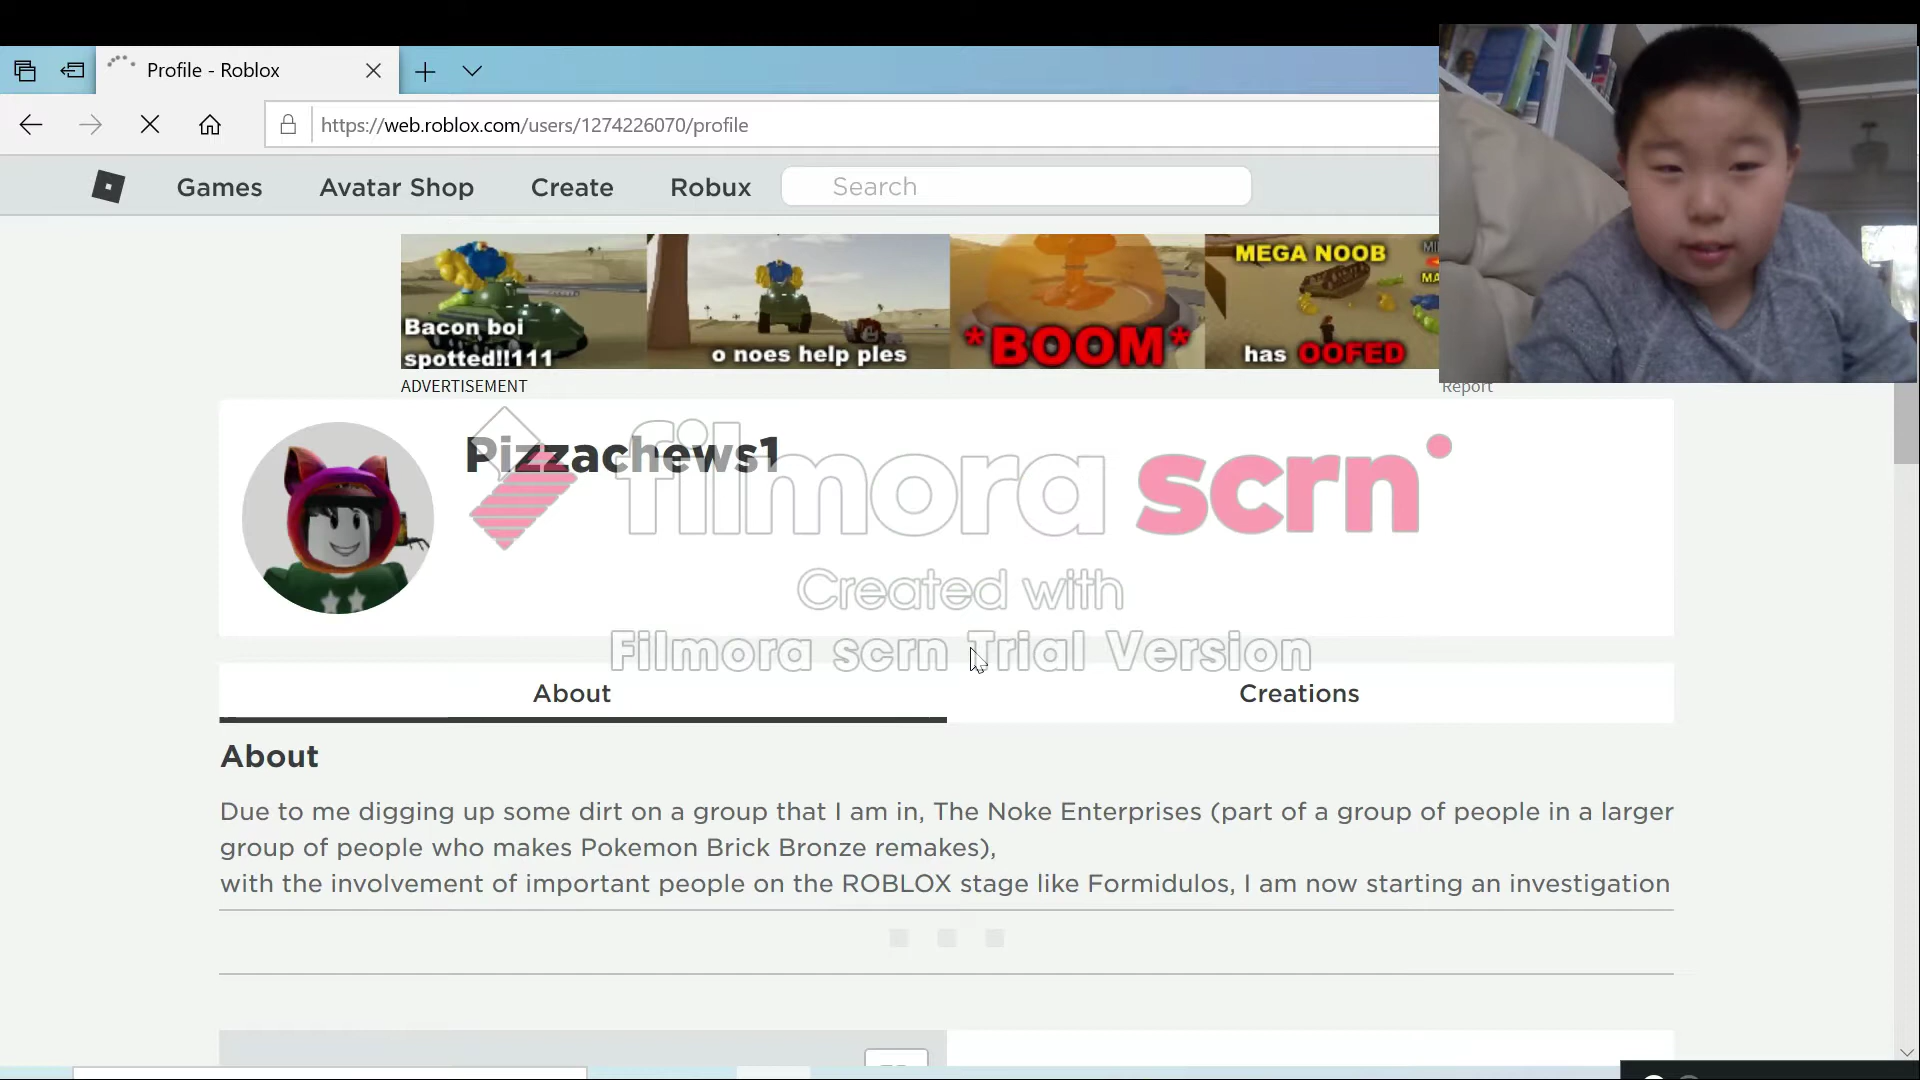 Profile - Roblox
https://web.roblox.com/users/1274226070/profile
Games
Avatar Shop
Create
Robux
Search
Bacon boi
spotted!!111
o noes help ples
*BOOM*
MEGA NOOB
has OOFED
ADVERTISEMENT
Report
Pizzachews1
filmora scrn
Created with
Filmora scrn Trial Version
About
Creations
About
Due to me digging up some dirt on a group that I am in, The Noke Enterprises (part of a group of people in a larger
group of people who makes Pokemon Brick Bronze remakes),
with the involvement of important people on the ROBLOX stage like Formidulos, I am now starting an investigation